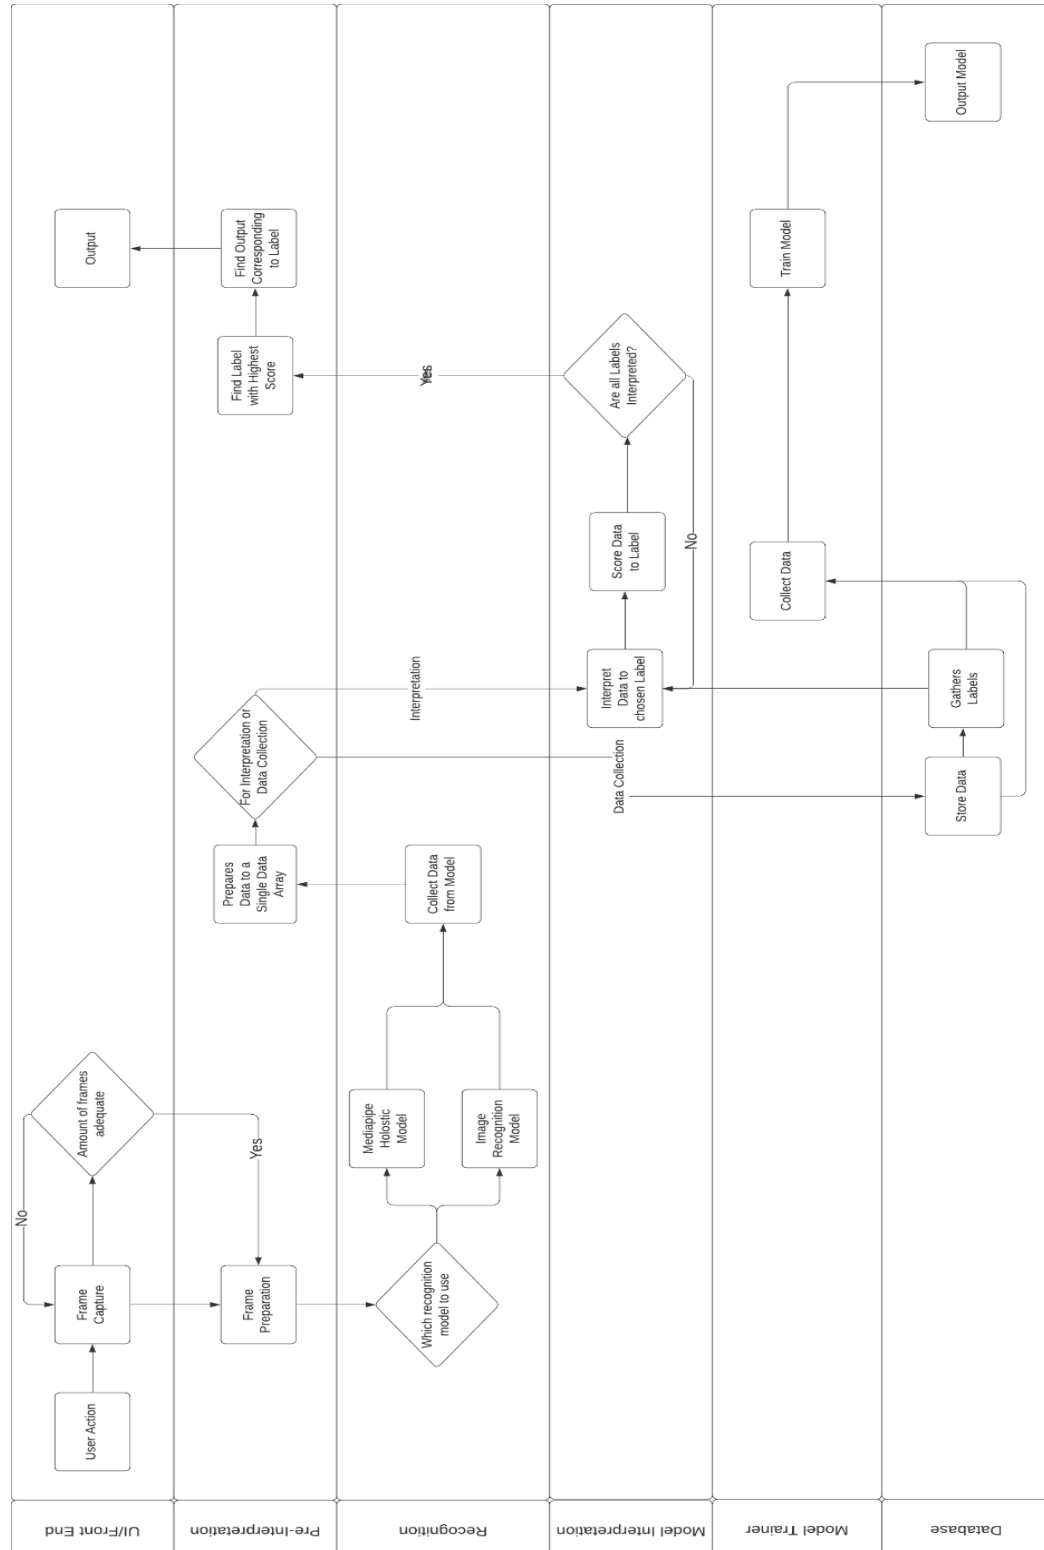 UI/Front End
User Action
Frame
Capture
No
Amount of frames
adequate
Yes
Output
Pre-Interpretation
Frame
Preparation
Prepares
Data to a
Single Data
Array
For Interpretation or
Data Collection
Find Label
with Highest
Score
Find Output
Corresponding
to Label
Recognition
Which recognition
model to use
Mediapipe
Holostic
Model
Image
Recognition
Model
Collect Data
from Model
Interpretation
Yes
Model Interpretation
Data Collection
Interpret
Data to
chosen Label
Score Data
to Label
Are all Labels
Interpreted?
No
Model Trainer
Collect Data
Train Model
Database
Store Data
Gathers
Labels
Output Model